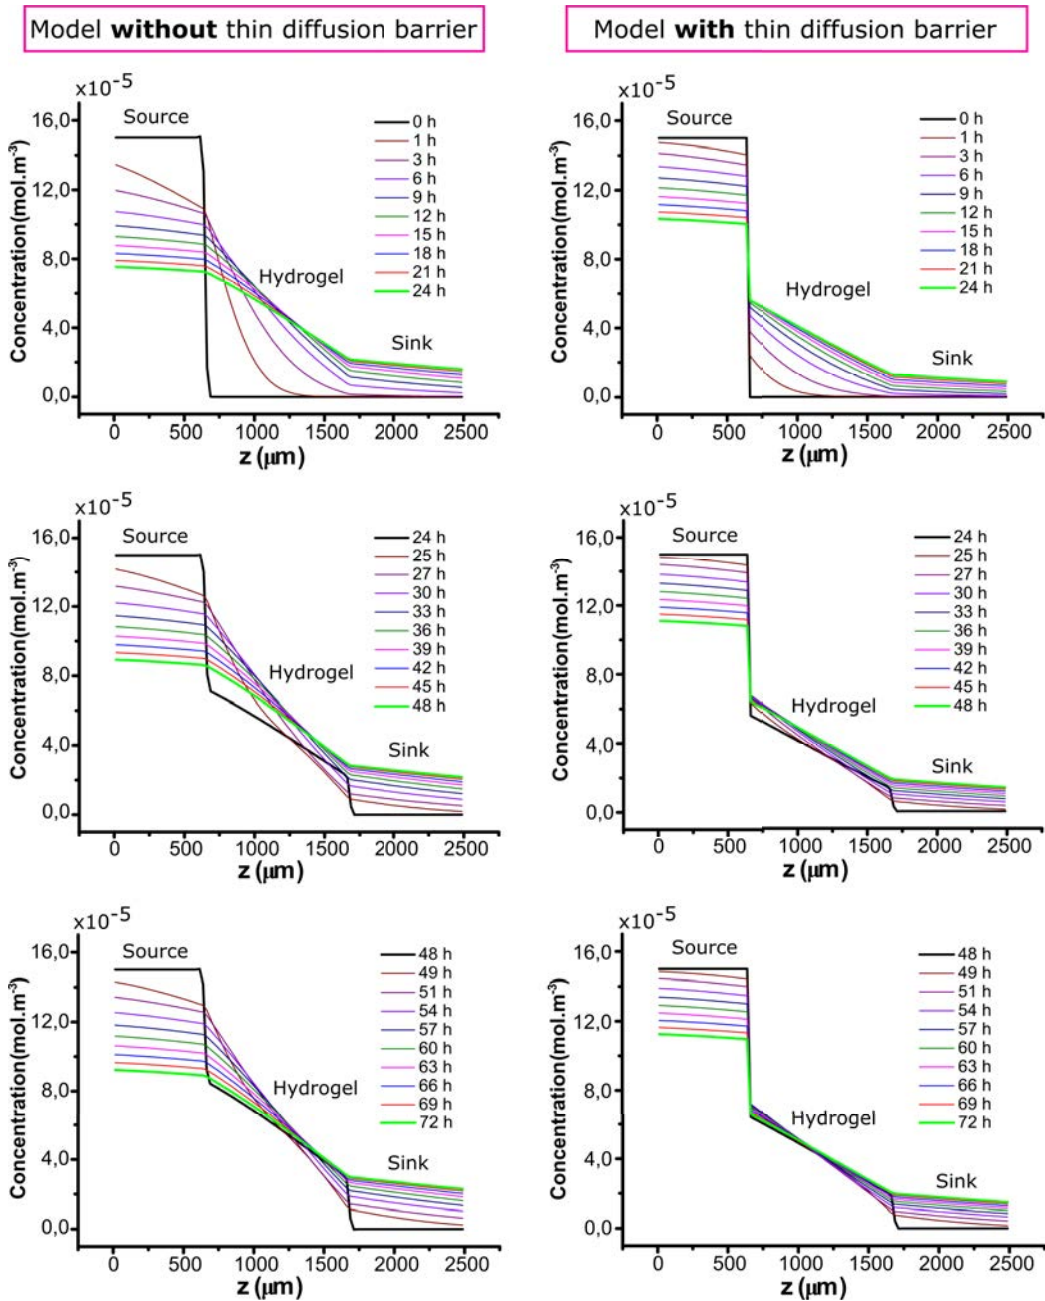 Model without thin diffusion barrier
Model with thin diffusion barrier
x10-5
Concentration(mol.m-3)
16,0
12,0
8,0
4,0
0,0
Source
Hydrogel
Sink
0 h
1 h
3 h
6 h
9 h
12 h
15 h
18 h
21 h
24 h
0 500 1000 1500 2000 2500
z (μm)
x10-5
Concentration(mol.m-3)
16,0
12,0
8,0
4,0
0,0
Source
Hydrogel
Sink
0 h
1 h
3 h
6 h
9 h
12 h
15 h
18 h
21 h
24 h
0 500 1000 1500 2000 2500
z (μm)
x10-5
Concentration(mol.m-3)
16,0
12,0
8,0
4,0
0,0
Source
Hydrogel
Sink
24 h
25 h
27 h
30 h
33 h
36 h
39 h
42 h
45 h
48 h
0 500 1000 1500 2000 2500
z (μm)
x10-5
Concentration(mol.m-3)
16,0
12,0
8,0
4,0
0,0
Source
Hydrogel
Sink
24 h
25 h
27 h
30 h
33 h
36 h
39 h
42 h
45 h
48 h
0 500 1000 1500 2000 2500
z (μm)
x10-5
Concentration(mol.m-3)
16,0
12,0
8,0
4,0
0,0
Source
Hydrogel
Sink
48 h
49 h
51 h
54 h
57 h
60 h
63 h
66 h
69 h
72 h
0 500 1000 1500 2000 2500
z (μm)
x10-5
Concentration(mol.m-3)
16,0
12,0
8,0
4,0
0,0
Source
Hydrogel
Sink
48 h
49 h
51 h
54 h
57 h
60 h
63 h
66 h
69 h
72 h
0 500 1000 1500 2000 2500
z (μm)